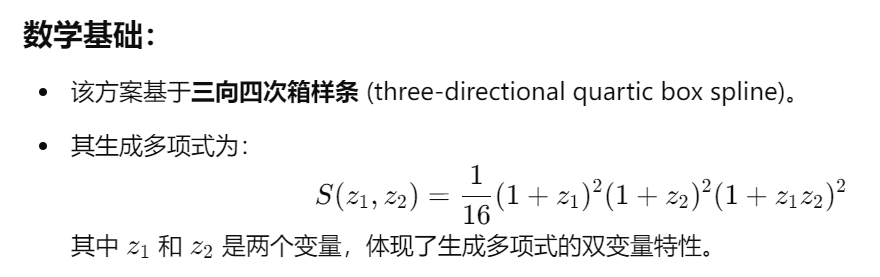 数学基础：
• 该方案基于三向四次箱样条 (three-directional quartic box spline)。
• 其生成多项式为：
S(z₁, z₂) = \frac{1}{16}(1 + z₁)²(1 + z₂)²(1 + z₁z₂)²
其中 z₁ 和 z₂ 是两个变量，体现了生成多项式的双变量特性。